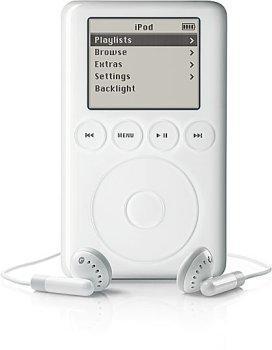 iPod
Playlists >
Browse >
Extras >
Settings >
Backlight
MENU